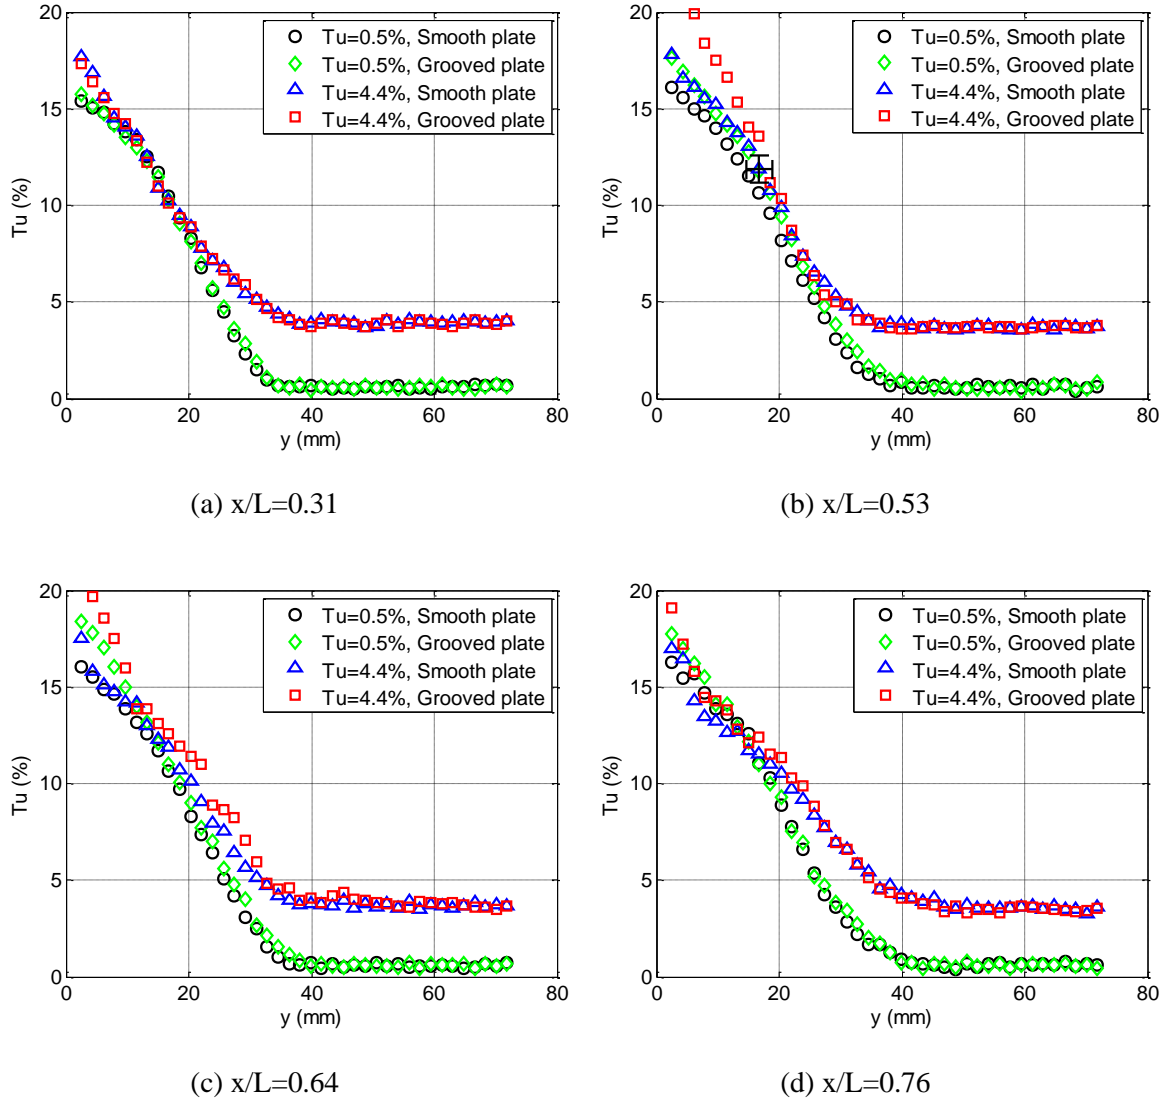 20
15
10
5
0
Tu (%)
0 20 40 60 80
y (mm)
Tu=0.5%, Smooth plate
Tu=0.5%, Grooved plate
Tu=4.4%, Smooth plate
Tu=4.4%, Grooved plate
(a) x/L=0.31
20
15
10
5
0
Tu (%)
0 20 40 60 80
y (mm)
Tu=0.5%, Smooth plate
Tu=0.5%, Grooved plate
Tu=4.4%, Smooth plate
Tu=4.4%, Grooved plate
(b) x/L=0.53
20
15
10
5
0
Tu (%)
0 20 40 60 80
y (mm)
Tu=0.5%, Smooth plate
Tu=0.5%, Grooved plate
Tu=4.4%, Smooth plate
Tu=4.4%, Grooved plate
(c) x/L=0.64
20
15
10
5
0
Tu (%)
0 20 40 60 80
y (mm)
Tu=0.5%, Smooth plate
Tu=0.5%, Grooved plate
Tu=4.4%, Smooth plate
Tu=4.4%, Grooved plate
(d) x/L=0.76